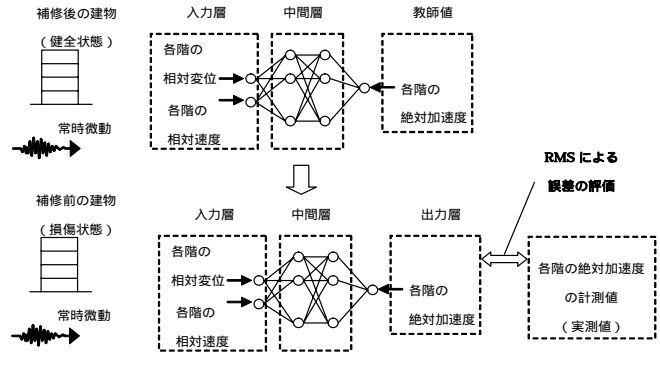 補修後の建物
（健全状態）
常時微動
入力層
中間層
教師値
各階の
相対変位
各階の
相対速度
各階の
絶対加速度
補修前の建物
（損傷状態）
常時微動
入力層
中間層
出力層
各階の
相対変位
各階の
相対速度
各階の
絶対加速度
RMS による
誤差の評価
各階の絶対加速度
の計測値
（実測値）